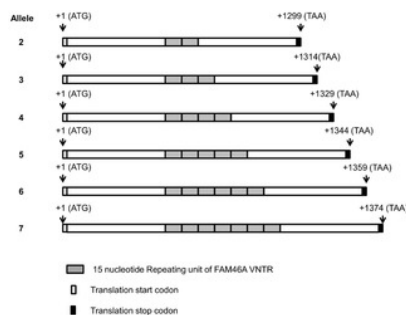 Allele
+1 (ATG) +1299 (TAA)
2
+1 (ATG) +1314(TAA)
3
+1 (ATG) +1329 (TAA)
4
+1 (ATG) +1344 (TAA)
5
+1 (ATG) +1359 (TAA)
6
+1 (ATG) +1374 (TAA)
7
15 nucleotide Repeating unit of FAM46A VNTR
Translation start codon
Translation stop codon